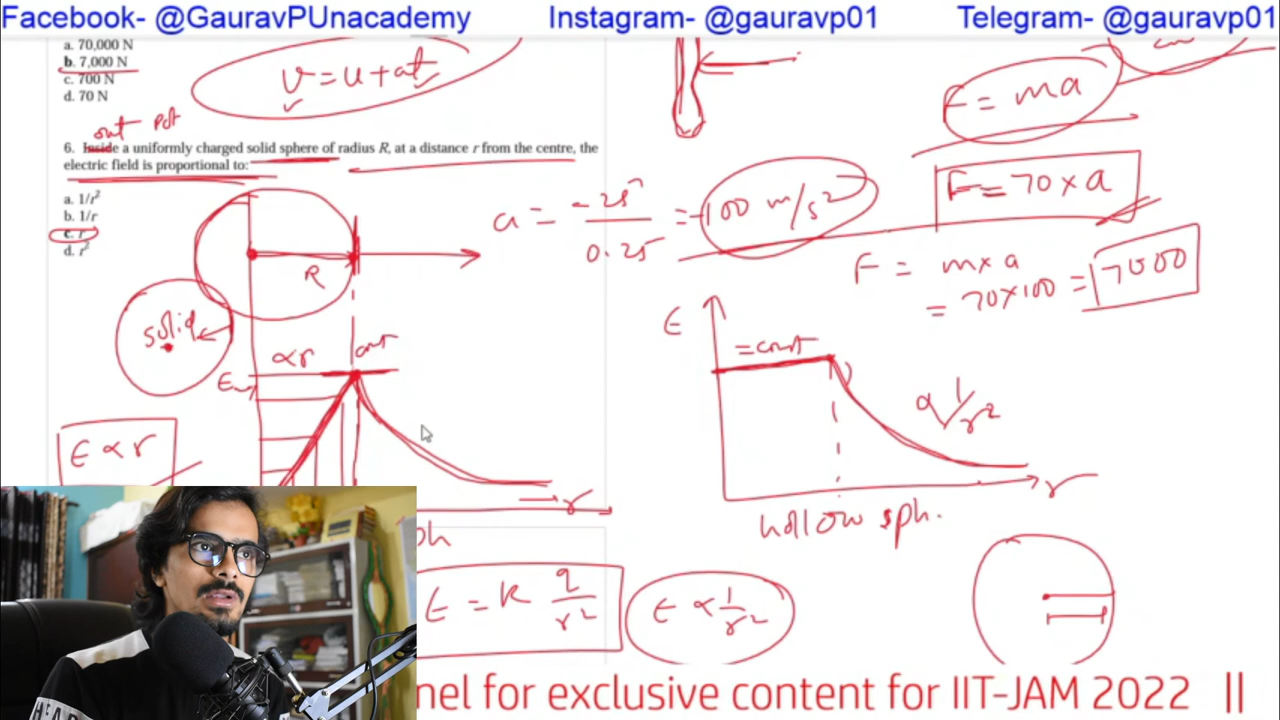 Facebook- @GauravPUnacademy Instagram- @gauravp01 Telegram- @gauravp01
a. 70,000 N
b. 7,000 N
c. 700 N
d. 70 N
v = u + at
F = ma
out
6. Inside a uniformly charged solid sphere of radius R, at a distance r from the centre, the
electric field is proportional to:
a. 1/r²
b. 1/r
c. r
d. r²
R
a = -25 / 0.25 = -100 m/s²
F = 70 × a
F = m × a
= 70×100 = 7000
solid
∝ r
out
E ∝ r
r
E
= const
∝ 1/r²
r
hollow sph.
E = K q/r²
E ∝ 1/r²
nel for exclusive content for IIT-JAM 2022 ||